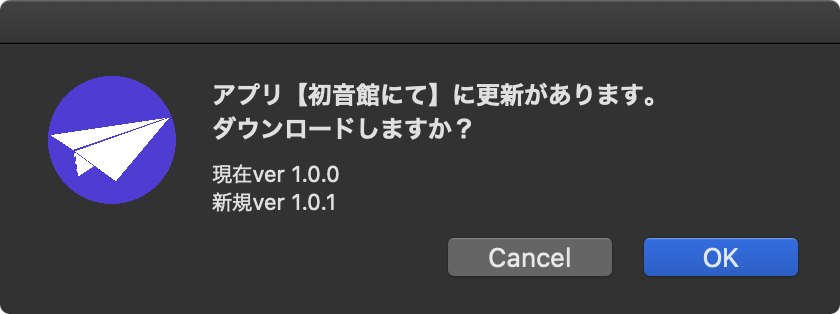 アプリ【初音館にて】に更新があります。
ダウンロードしますか？
現在ver 1.0.0
新規ver 1.0.1
Cancel
OK